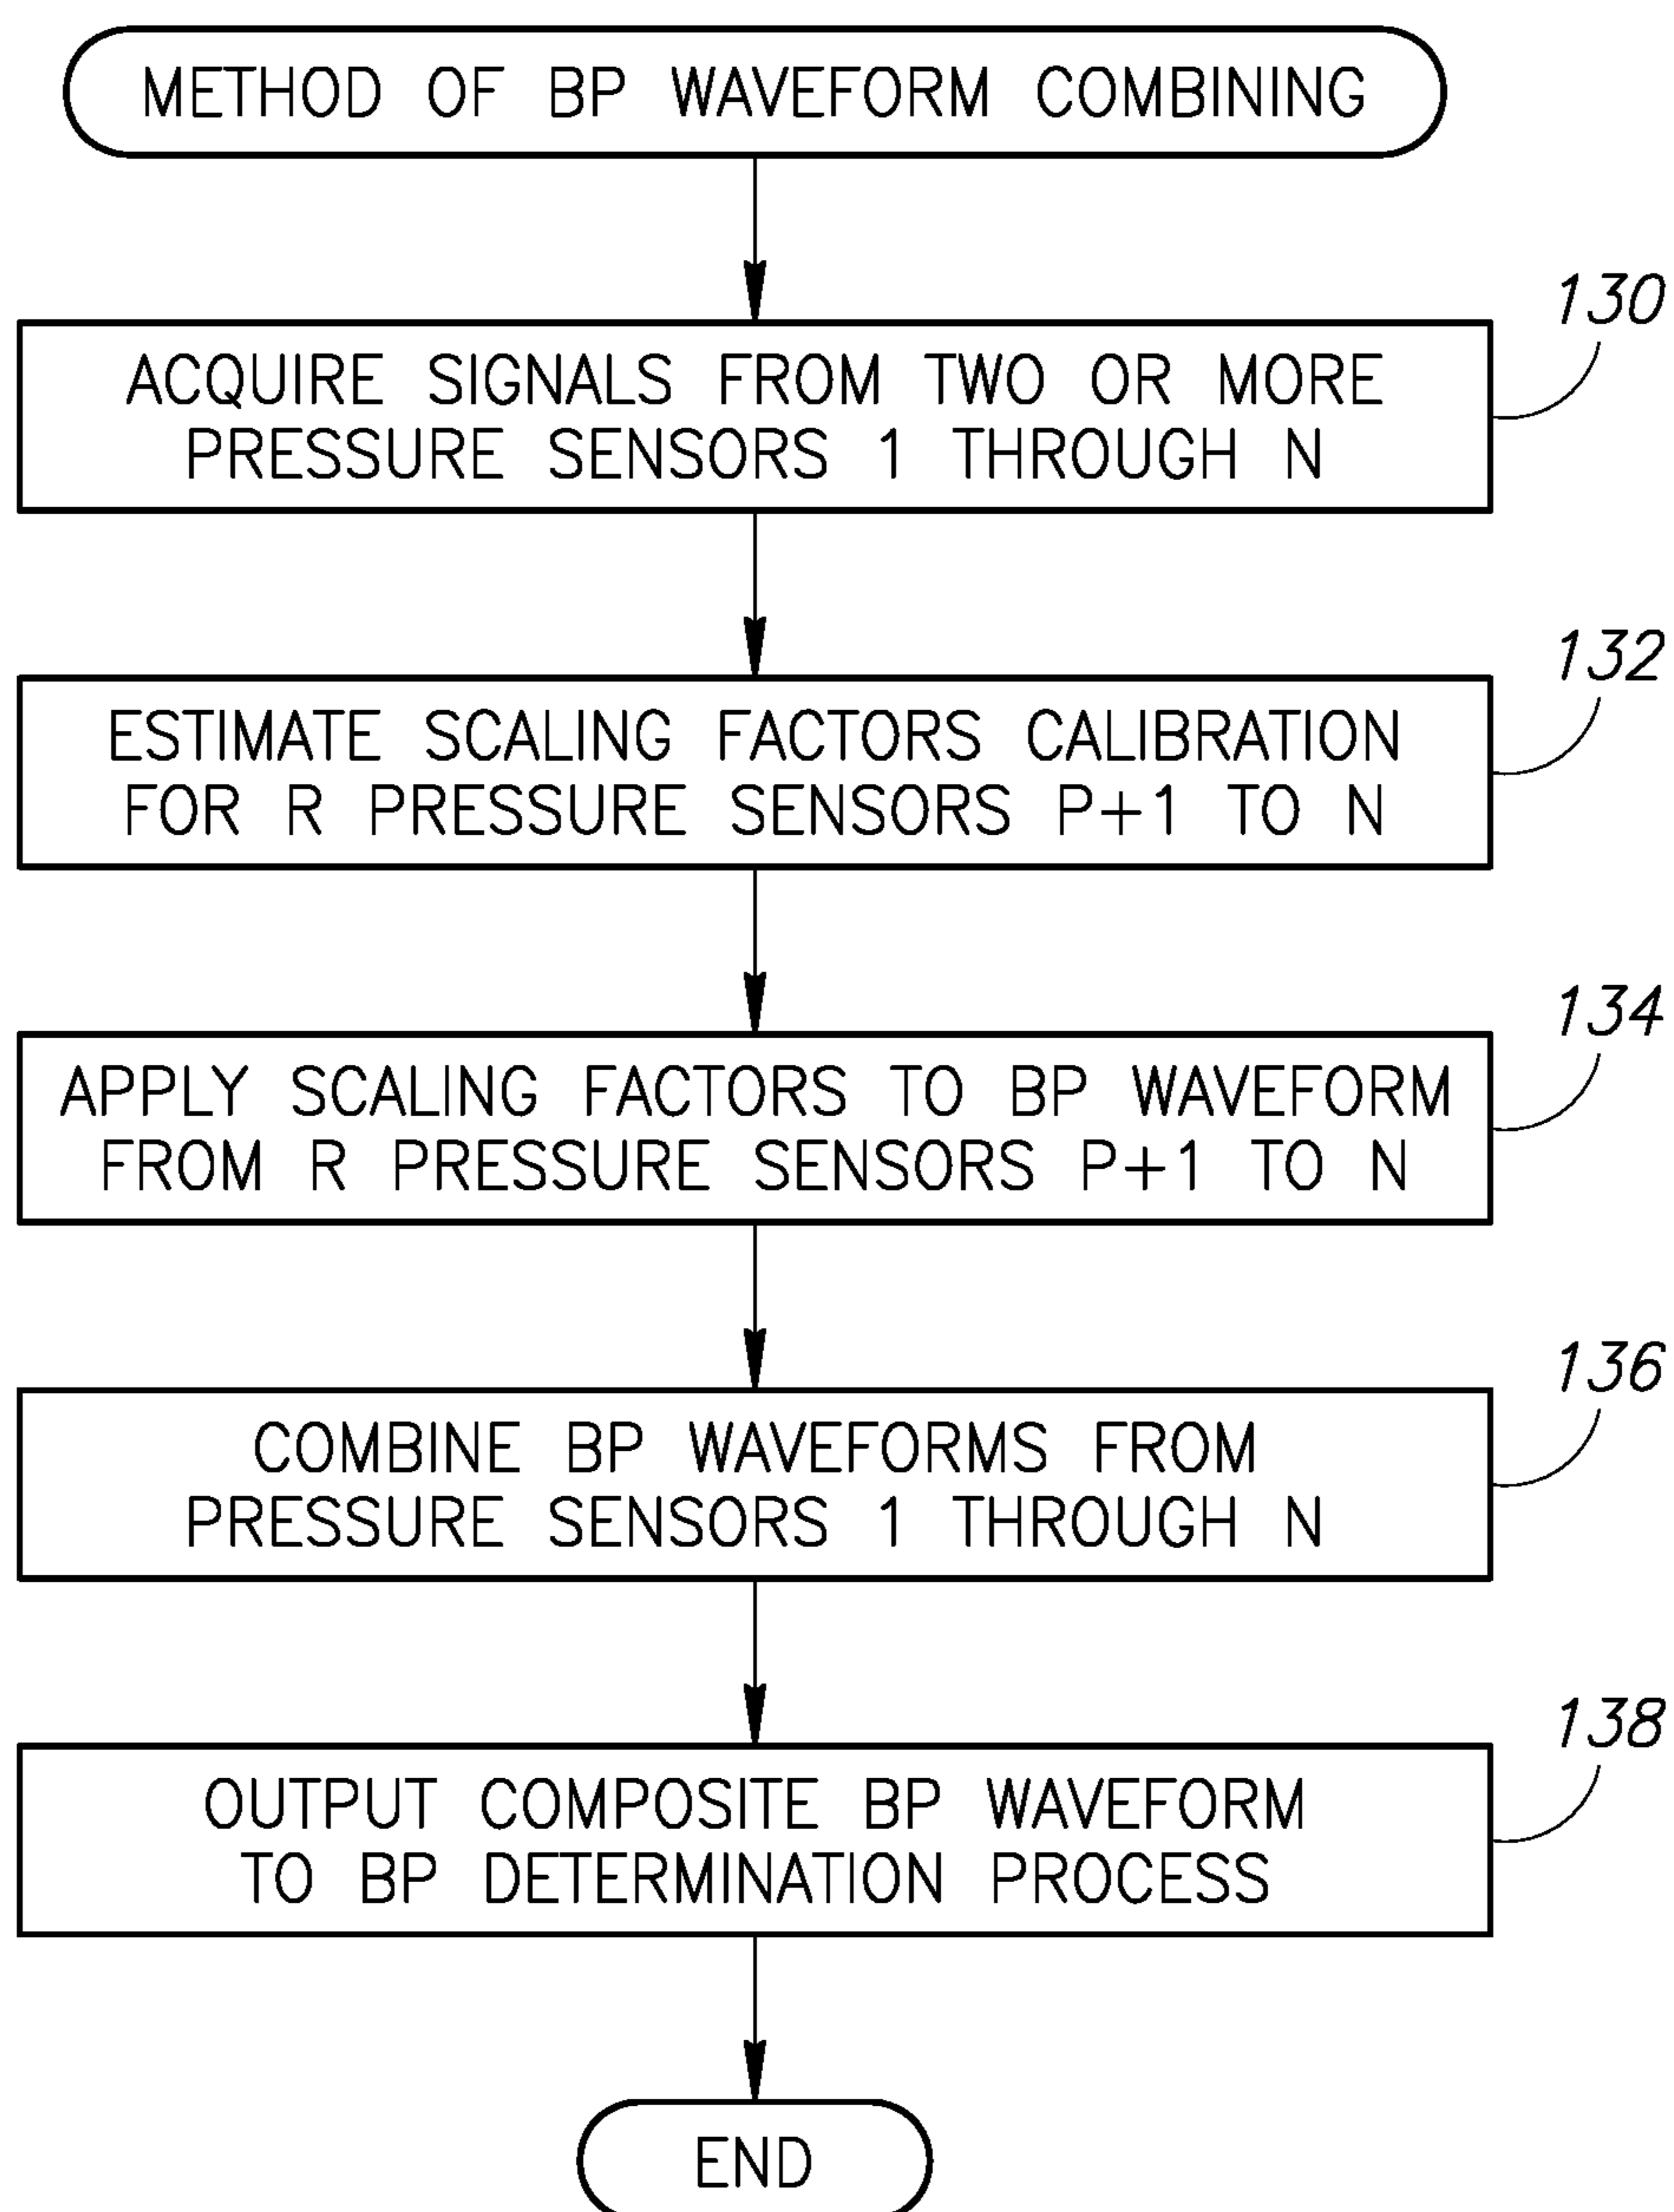 METHOD OF BP WAVEFORM COMBINING
130
ACQUIRE SIGNALS FROM TWO OR MORE
PRESSURE SENSORS 1 THROUGH N
132
ESTIMATE SCALING FACTORS CALIBRATION
FOR R PRESSURE SENSORS P+1 TO N
134
APPLY SCALING FACTORS TO BP WAVEFORM
FROM R PRESSURE SENSORS P+1 TO N
136
COMBINE BP WAVEFORMS FROM
PRESSURE SENSORS 1 THROUGH N
138
OUTPUT COMPOSITE BP WAVEFORM
TO BP DETERMINATION PROCESS
END